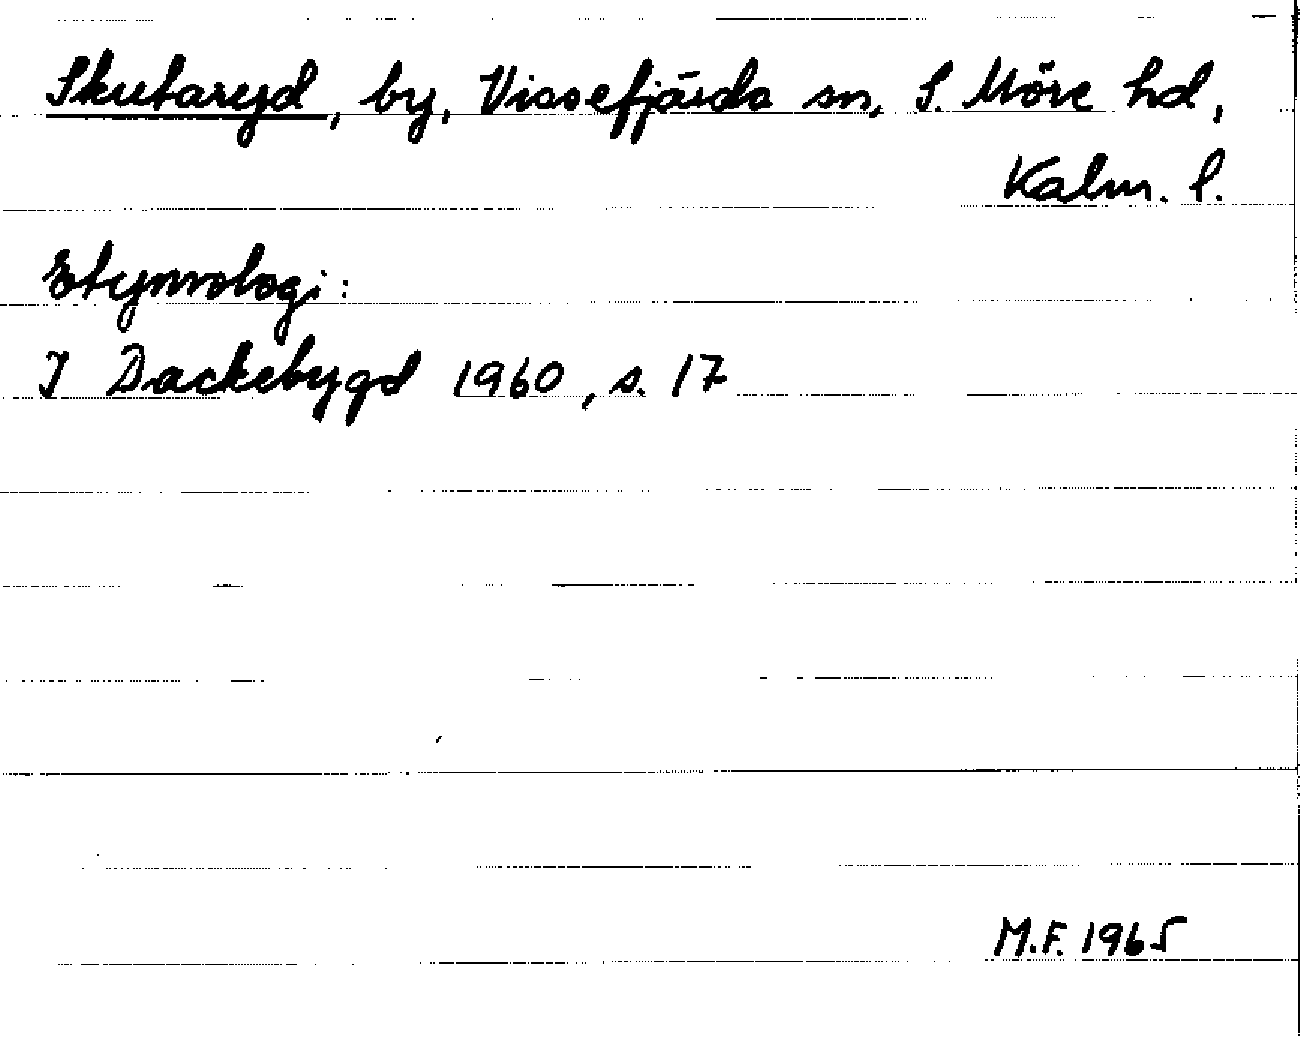 Skutaryd, by, Vissefjärda sn, S. Möre hd,
Kalm. l.
Etymologi:
I Dackebygd 1960, s. 17
M.F. 1965